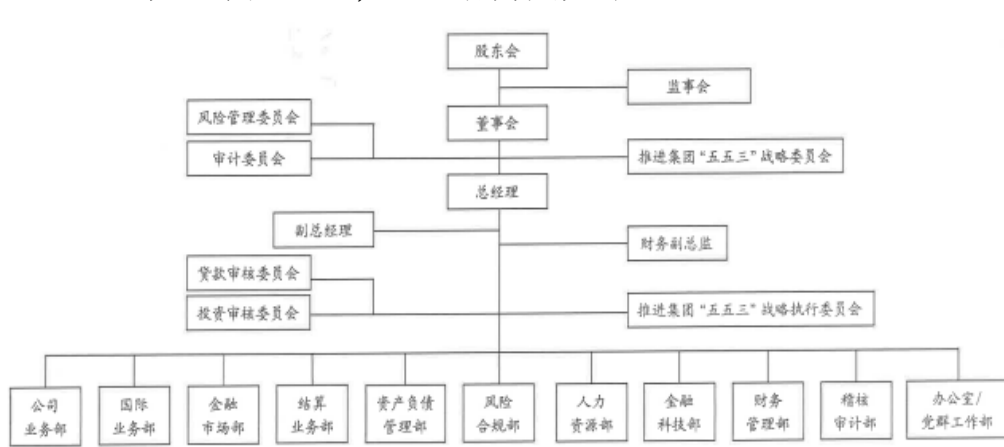 股东会
监事会
风险管理委员会
董事会
审计委员会
推进集团“五五三”战略委员会
总经理
副总经理
财务副总监
贷款审核委员会
投资审核委员会
推进集团“五五三”战略执行委员会
公司
业务部
国际
业务部
金融
市场部
结算
业务部
资产负债
管理部
风险
合规部
人力
资源部
金融
科技部
财务
管理部
稽核
审计部
办公室/
党群工作部